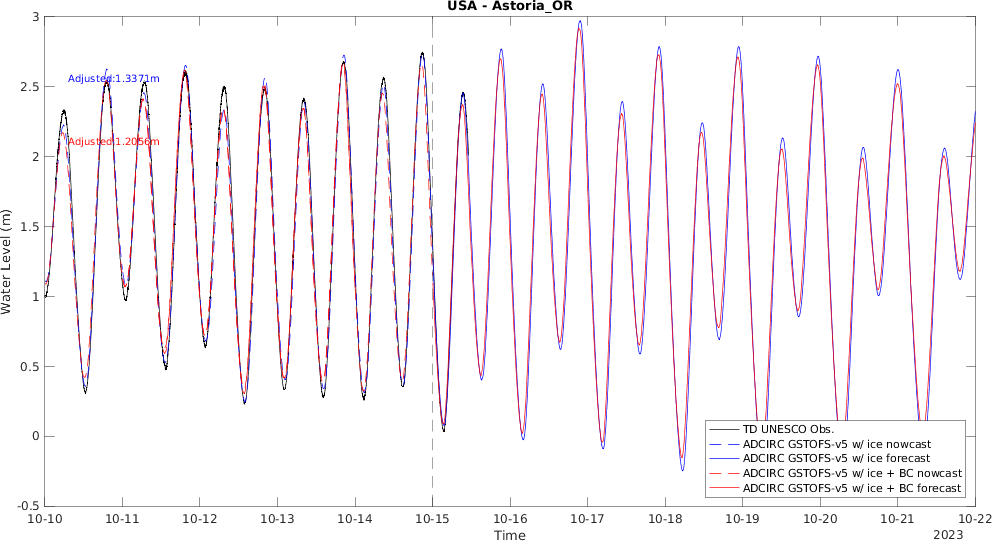 USA - Astoria_OR
3
2.5
2
1.5
1
0.5
0
-0.5
Water Level (m)
Adjusted:1.3371m
Adjusted:1.2056m
TD UNESCO Obs.
ADCIRC GSTOFS-v5 w/ ice nowcast
ADCIRC GSTOFS-v5 w/ ice forecast
ADCIRC GSTOFS-v5 w/ ice + BC nowcast
ADCIRC GSTOFS-v5 w/ ice + BC forecast
10-10 10-11 10-12 10-13 10-14 10-15 10-16 10-17 10-18 10-19 10-20 10-21 10-22
Time
2023